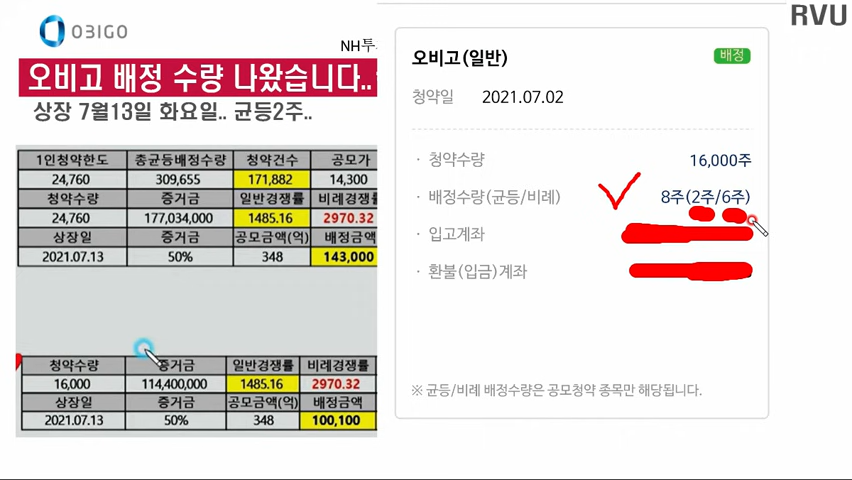 OBIGO
NH투
오비고 배정 수량 나왔습니다..
상장 7월13일 화요일.. 균등2주..
1인청약한도 총균등배정수량 청약건수 공모가
24,760 309,655 171,882 14,300
청약수량 증거금 일반경쟁률 비례경쟁률
24,760 177,034,000 1485.16 2970.32
상장일 증거금 공모금액(억) 배정금액
2021.07.13 50% 348 143,000
청약수량 증거금 일반경쟁률 비례경쟁률
16,000 114,400,000 1485.16 2970.32
상장일 증거금 공모금액(억) 배정금액
2021.07.13 50% 348 100,100
RVU
오비고(일반) 배정
청약일 2021.07.02
· 청약수량 16,000주
· 배정수량(균등/비례) 8주(2주/6주)
· 입고계좌
· 환불(입금)계좌
※ 균등/비례 배정수량은 공모청약 종목만 해당됩니다.